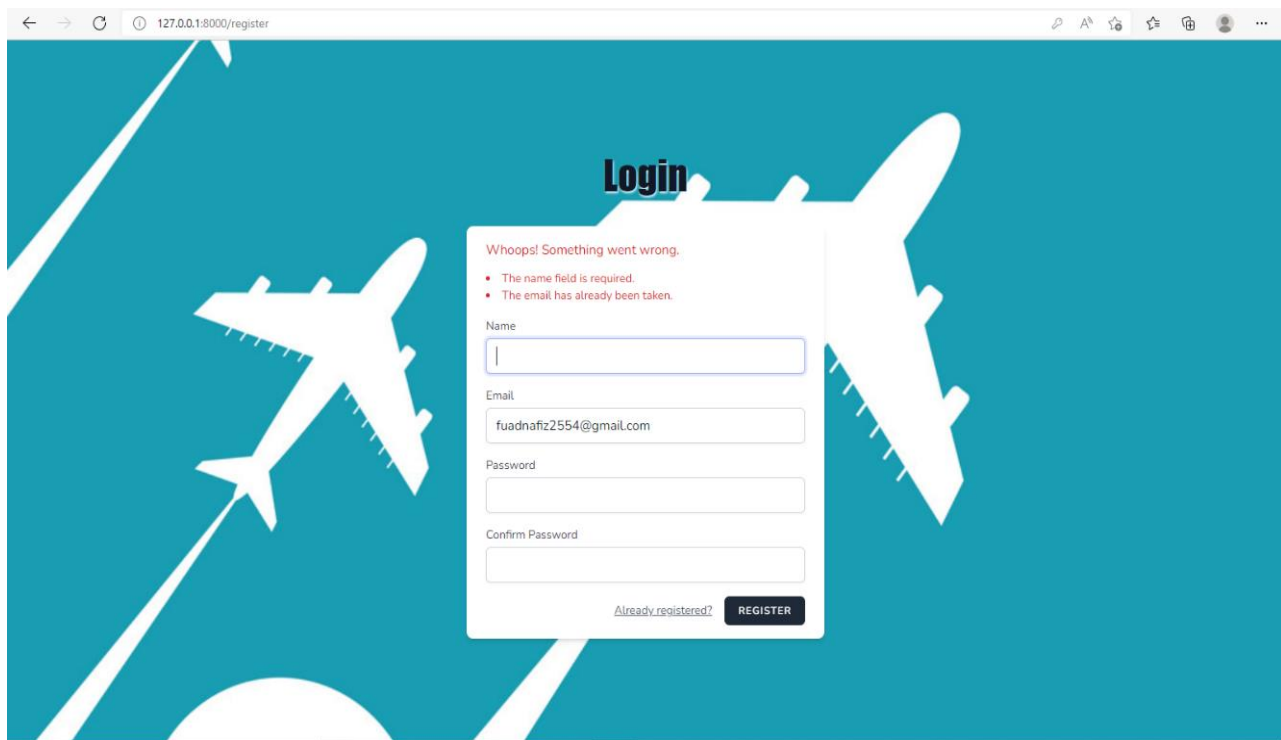 127.0.0.1:8000/register
Login
Whoops! Something went wrong.
• The name field is required.
• The email has already been taken.
Name
Email
fuadnafiz2554@gmail.com
Password
Confirm Password
Already registered? REGISTER